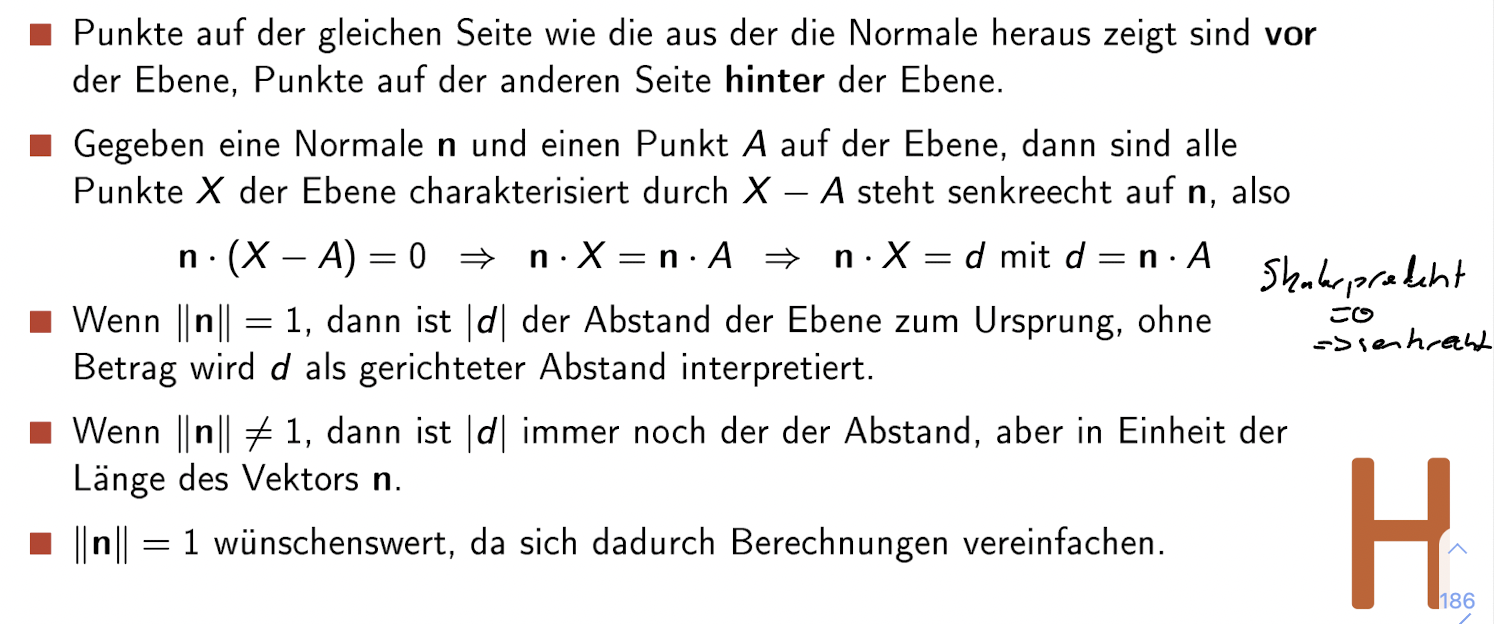 Punkte auf der gleichen Seite wie die aus der die Normale heraus zeigt sind vor
der Ebene, Punkte auf der anderen Seite hinter der Ebene.
Gegeben eine Normale n und einen Punkt A auf der Ebene, dann sind alle
Punkte X der Ebene charakterisiert durch X − A steht senkreecht auf n, also
n · (X − A) = 0 ⇒ n · X = n · A ⇒ n · X = d mit d = n · A
Skalarprodukt
=0
=> senkrecht
Wenn ‖n‖ = 1, dann ist |d| der Abstand der Ebene zum Ursprung, ohne
Betrag wird d als gerichteter Abstand interpretiert.
Wenn ‖n‖ ≠ 1, dann ist |d| immer noch der der Abstand, aber in Einheit der
Länge des Vektors n.
‖n‖ = 1 wünschenswert, da sich dadurch Berechnungen vereinfachen.
H
186